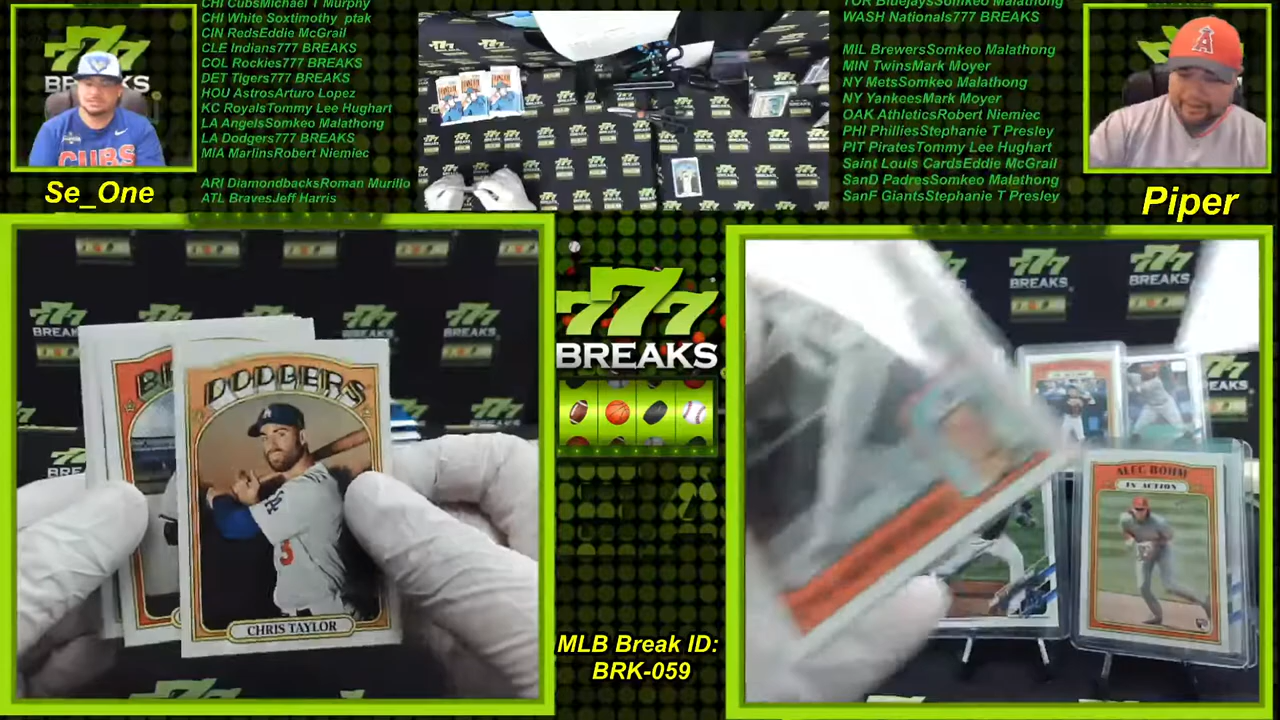 CHI CubsMichael T Murphy
CHI White Soxtimothy ptak
CIN RedsEddie McGrail
CLE Indians777 BREAKS
COL Rockies777 BREAKS
DET Tigers777 BREAKS
HOU AstrosArturo Lopez
KC RoyalsTommy Lee Hughart
LA AngelsSomkeo Malathong
LA Dodgers777 BREAKS
MIA MarlinsRobert Niemiec
ARI DiamondbacksRoman Murillo
ATL BravesJeff Harris
TOR BluejaysSomkeo Malathong
WASH Nationals777 BREAKS
MIL BrewersSomkeo Malathong
MIN TwinsMark Moyer
NY MetsSomkeo Malathong
NY YankeesMark Moyer
OAK AthleticsRobert Niemiec
PHI PhilliesStephanie T Presley
PIT PiratesTommy Lee Hughart
Saint Louis CardsEddie McGrail
SanD PadresSomkeo Malathong
SanF GiantsStephanie T Presley
777
BREAKS
CUBS
A
Se_One
Piper
777
BREAKS
DODGERS
LA
3
CHRIS TAYLOR
ALEC BOHM
IN ACTION
MLB Break ID:
BRK-059